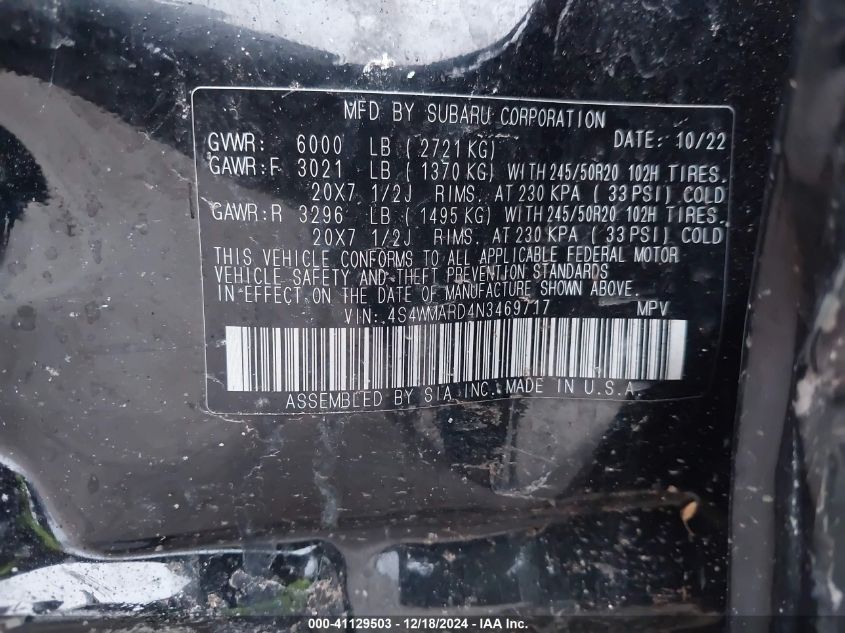 MFD BY SUBARU CORPORATION
GVWR: 6000 LB ( 2721KG) DATE: 10/22
GAWR:F 3021 LB ( 1370 KG) WITH 245/50R20 102H TIRES.
20X7 1/2J RIMS. AT 230 KPA ( 33 PSI) COLD
GAWR:R 3296 LB ( 1495 KG) WITH 245/50R20 102H TIRES.
20X7 1/2J RIMS. AT 230 KPA ( 33 PSI) COLD
THIS VEHICLE CONFORMS TO ALL APPLICABLE FEDERAL MOTOR
VEHICLE SAFETY AND THEFT PREVENTION STANDARDS
IN EFFECT ON THE DATE OF MANUFACTURE SHOWN ABOVE.
VIN: 4S4WMARD4N3469717 MPV
ASSEMBLED BY SIA, INC. MADE IN U.S.A.
000-41129503 - 12/18/2024 - IAA Inc.